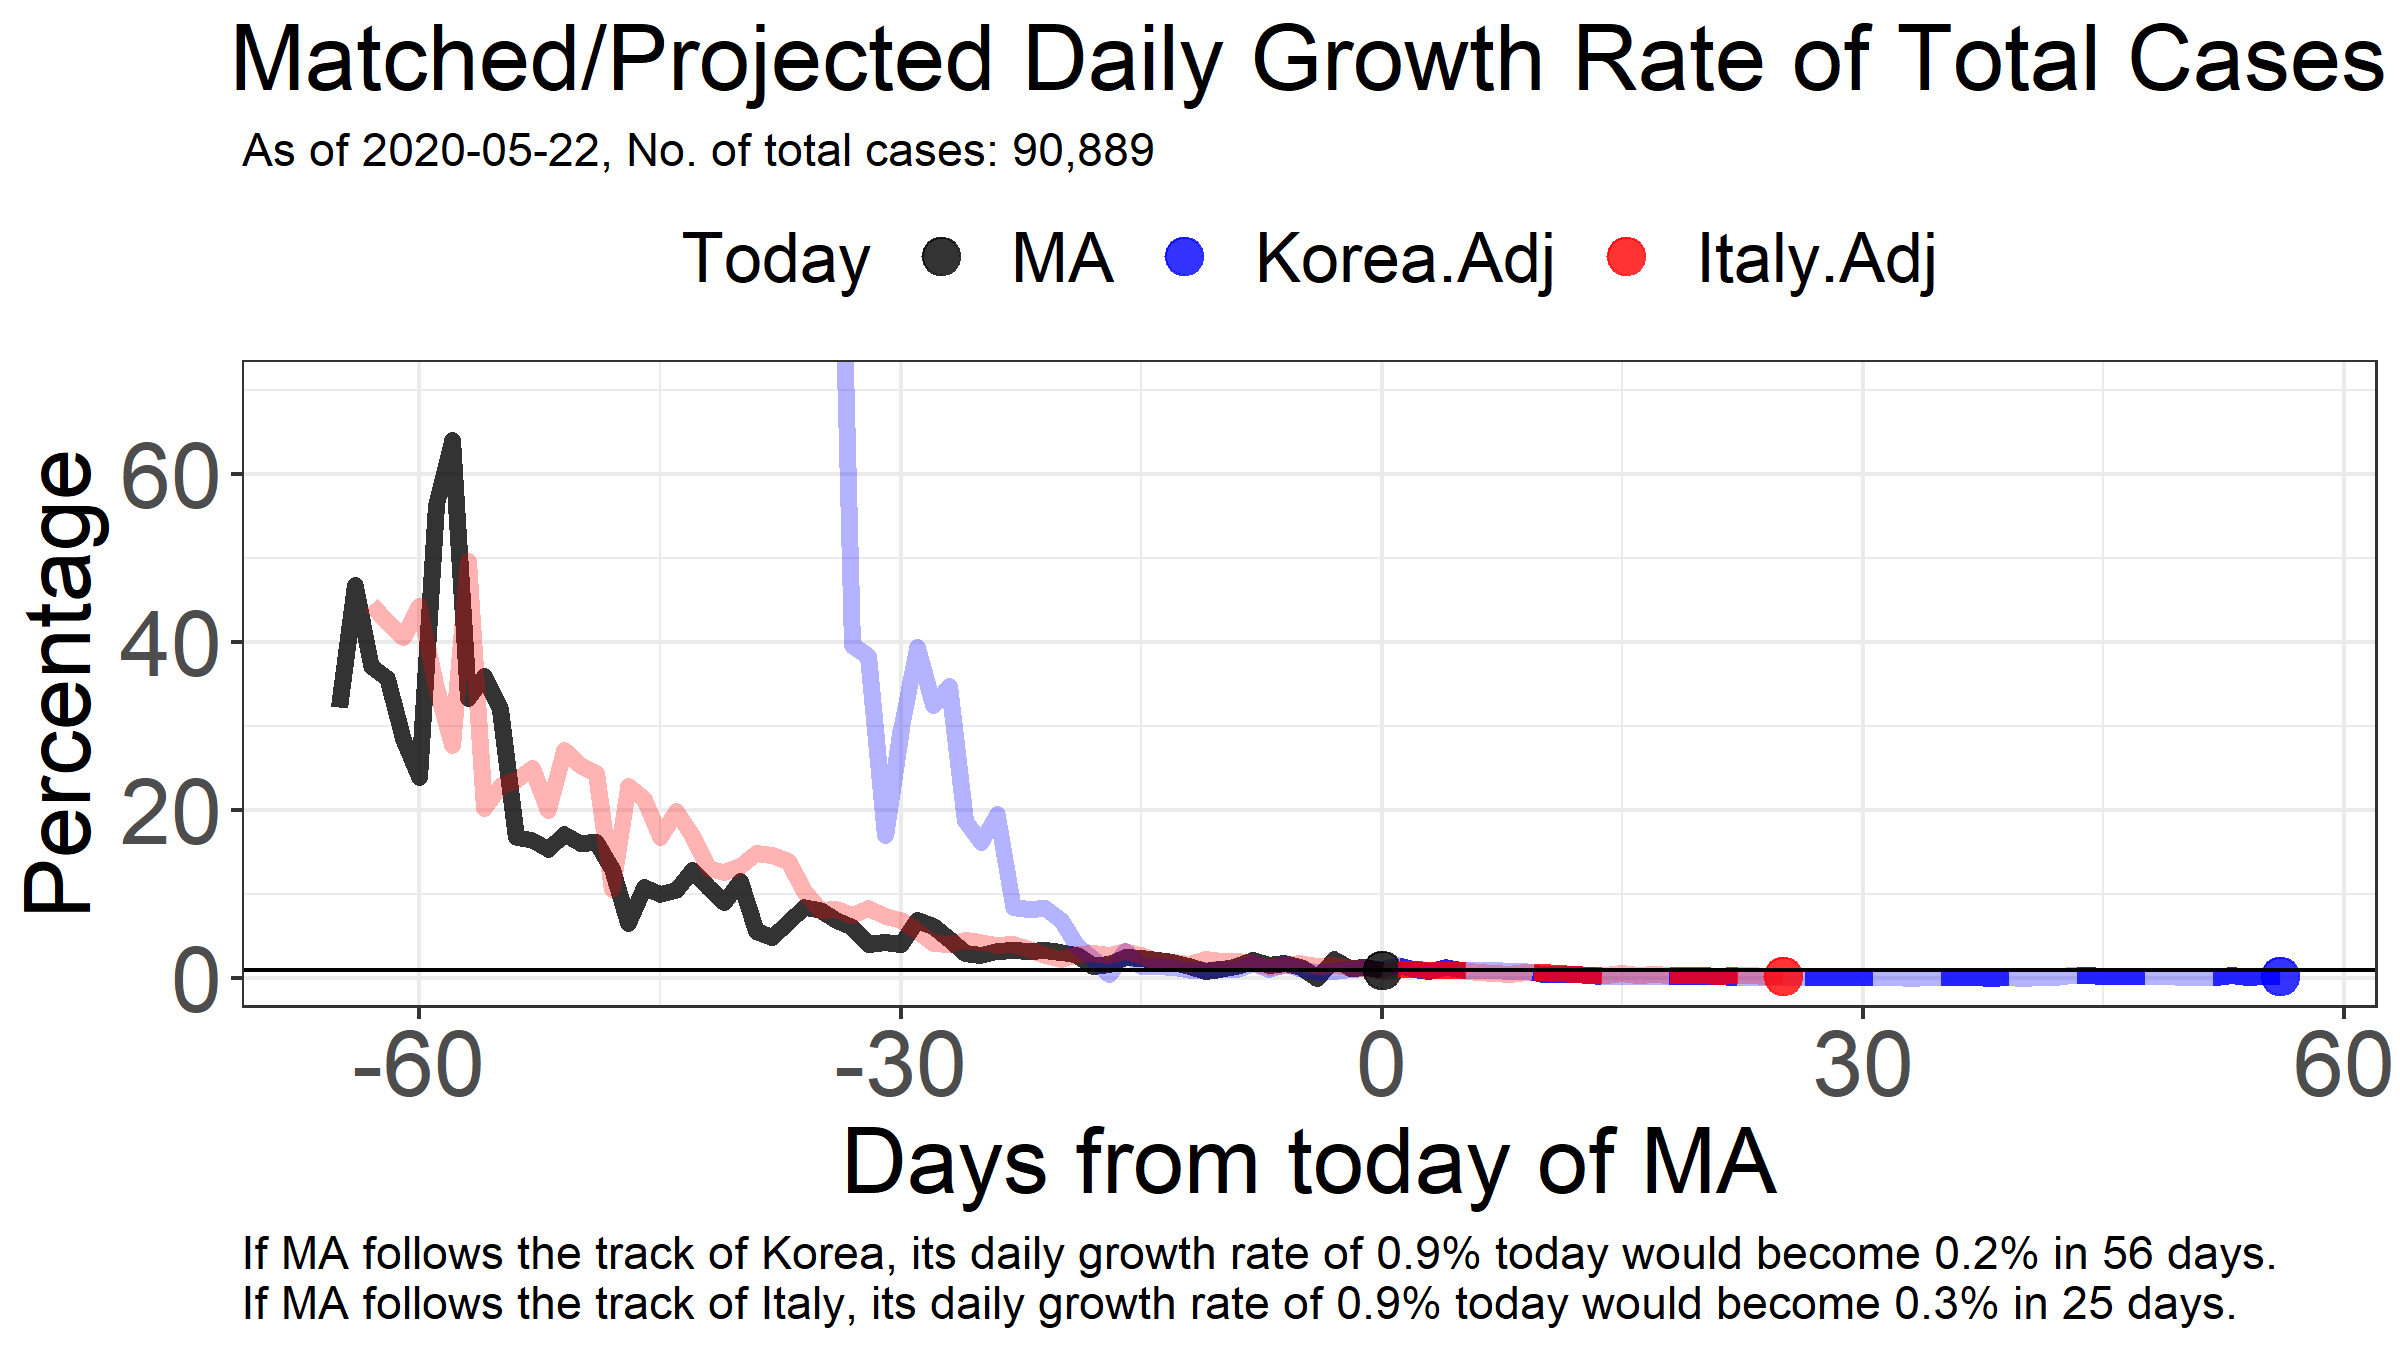 Matched/Projected Daily Growth Rate of Total Cases
As of 2020-05-22, No. of total cases: 90,889
Today MA Korea.Adj Italy.Adj
Percentage
60
40
20
0
-60 -30 0 30 60
Days from today of MA
If MA follows the track of Korea, its daily growth rate of 0.9% today would become 0.2% in 56 days.
If MA follows the track of Italy, its daily growth rate of 0.9% today would become 0.3% in 25 days.